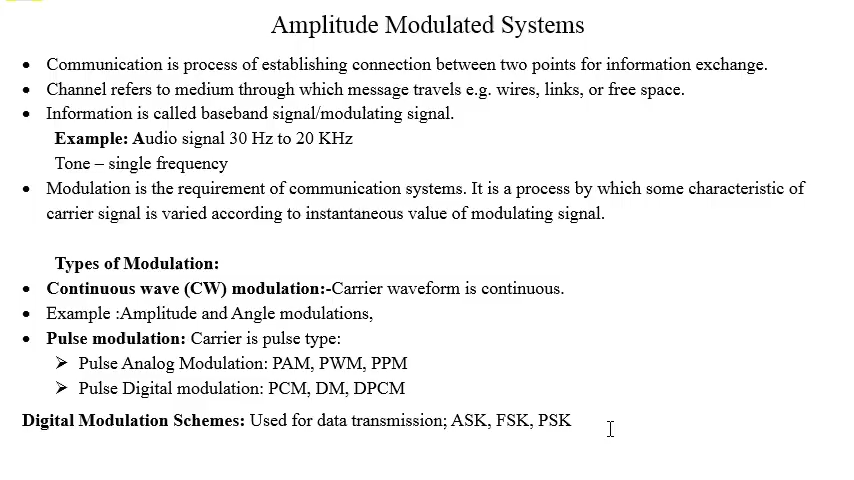 Amplitude Modulated Systems
• Communication is process of establishing connection between two points for information exchange.
• Channel refers to medium through which message travels e.g. wires, links, or free space.
• Information is called baseband signal/modulating signal.
Example: Audio signal 30 Hz to 20 KHz
Tone – single frequency
• Modulation is the requirement of communication systems. It is a process by which some characteristic of
carrier signal is varied according to instantaneous value of modulating signal.
Types of Modulation:
• Continuous wave (CW) modulation:-Carrier waveform is continuous.
• Example :Amplitude and Angle modulations,
• Pulse modulation: Carrier is pulse type:
➢ Pulse Analog Modulation: PAM, PWM, PPM
➢ Pulse Digital modulation: PCM, DM, DPCM
Digital Modulation Schemes: Used for data transmission; ASK, FSK, PSK